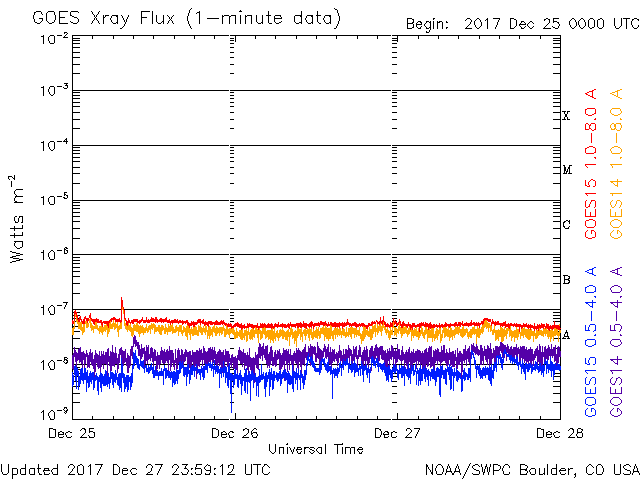 GOES Xray Flux (1-minute data)
Begin: 2017 Dec 25 0000 UTC
10^-2
10^-3
10^-4
10^-5
10^-6
10^-7
10^-8
10^-9
Watts m^-2
X
M
C
B
A
GOES15 1.0-8.0 A
GOES14 1.0-8.0 A
GOES15 0.5-4.0 A
GOES14 0.5-4.0 A
Dec 25 Dec 26 Dec 27 Dec 28
Universal Time
Updated 2017 Dec 27 23:59:12 UTC
NOAA/SWPC Boulder, CO USA